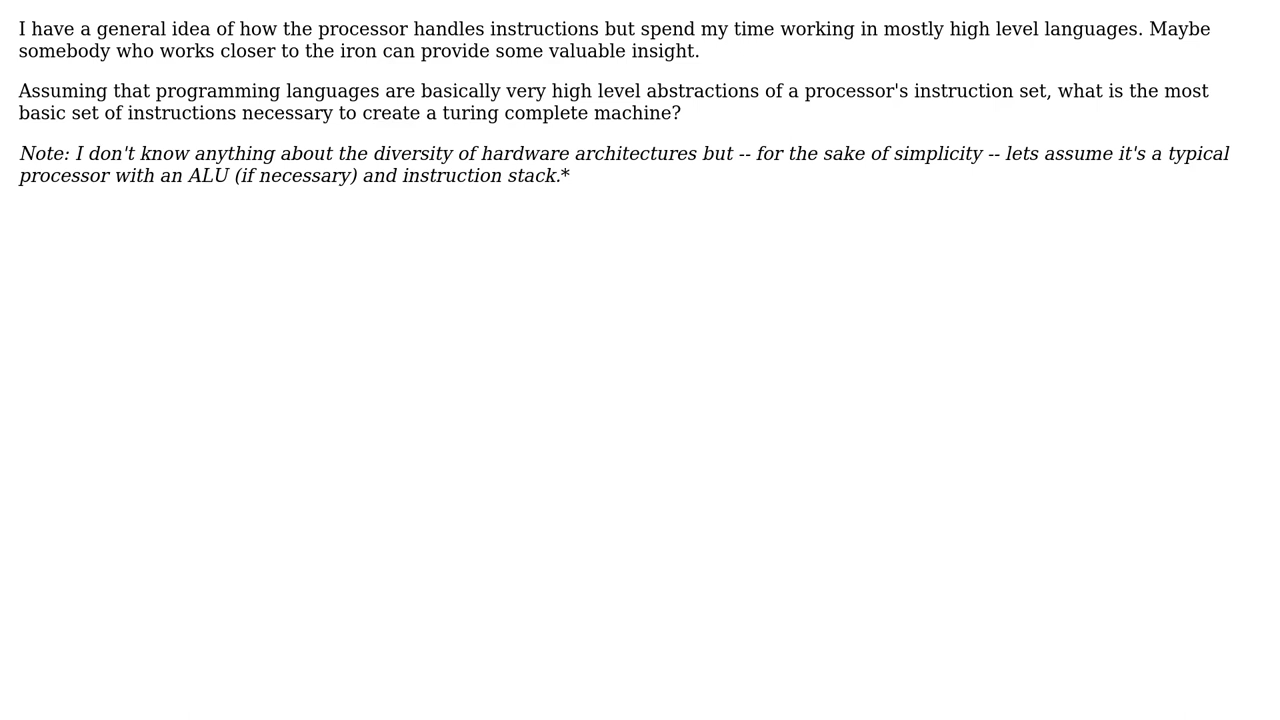 I have a general idea of how the processor handles instructions but spend my time working in mostly high level languages. Maybe
somebody who works closer to the iron can provide some valuable insight.
Assuming that programming languages are basically very high level abstractions of a processor's instruction set, what is the most
basic set of instructions necessary to create a turing complete machine?
Note: I don't know anything about the diversity of hardware architectures but -- for the sake of simplicity -- lets assume it's a typical
processor with an ALU (if necessary) and instruction stack.*